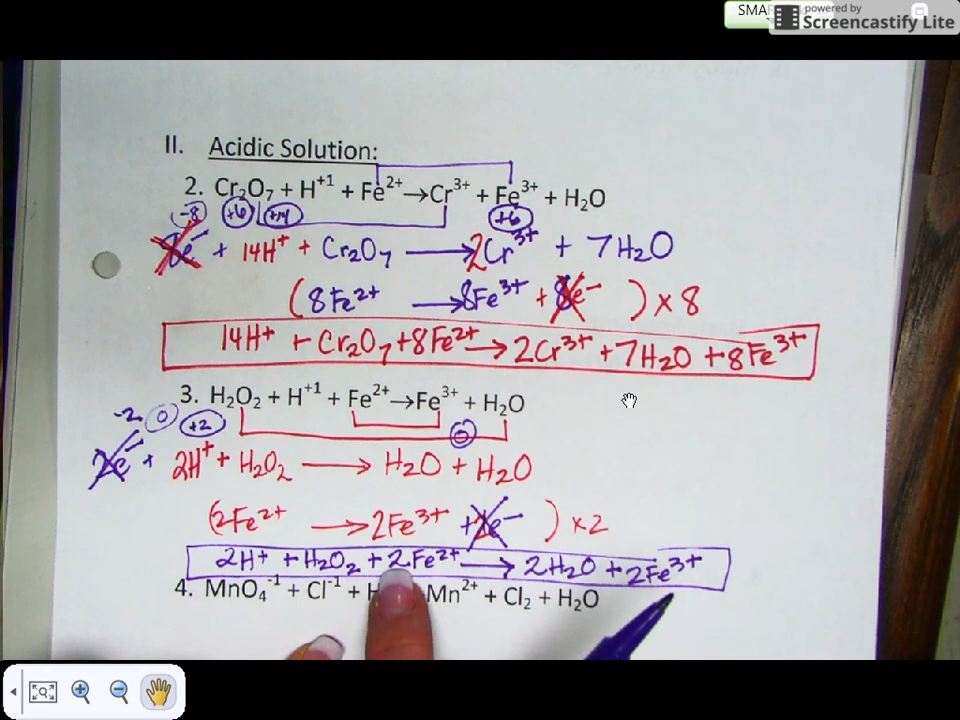 SMA
powered by
Screencastify Lite
II. Acidic Solution:
2. Cr₂O₇ + H⁺¹ + Fe²⁺→Cr³⁺ + Fe³⁺ + H₂O
-8 +6 +14 +6
8e⁻ + 14H⁺ + Cr₂O₇ → 2Cr³⁺ + 7H₂O
(8Fe²⁺ → 8Fe³⁺ + 8e⁻) × 8
14H⁺ + Cr₂O₇ + 8Fe²⁺ → 2Cr³⁺ + 7H₂O + 8Fe³⁺
3. H₂O₂ + H⁺¹ + Fe²⁺→Fe³⁺ + H₂O
-2 0 +2 0
2e⁻ + 2H⁺ + H₂O₂ → H₂O + H₂O
(2Fe²⁺ → 2Fe³⁺ + 2e⁻) × 2
2H⁺ + H₂O₂ + 2Fe²⁺ → 2H₂O + 2Fe³⁺
4. MnO₄⁻¹ + Cl⁻¹ + H Mn²⁺ + Cl₂ + H₂O